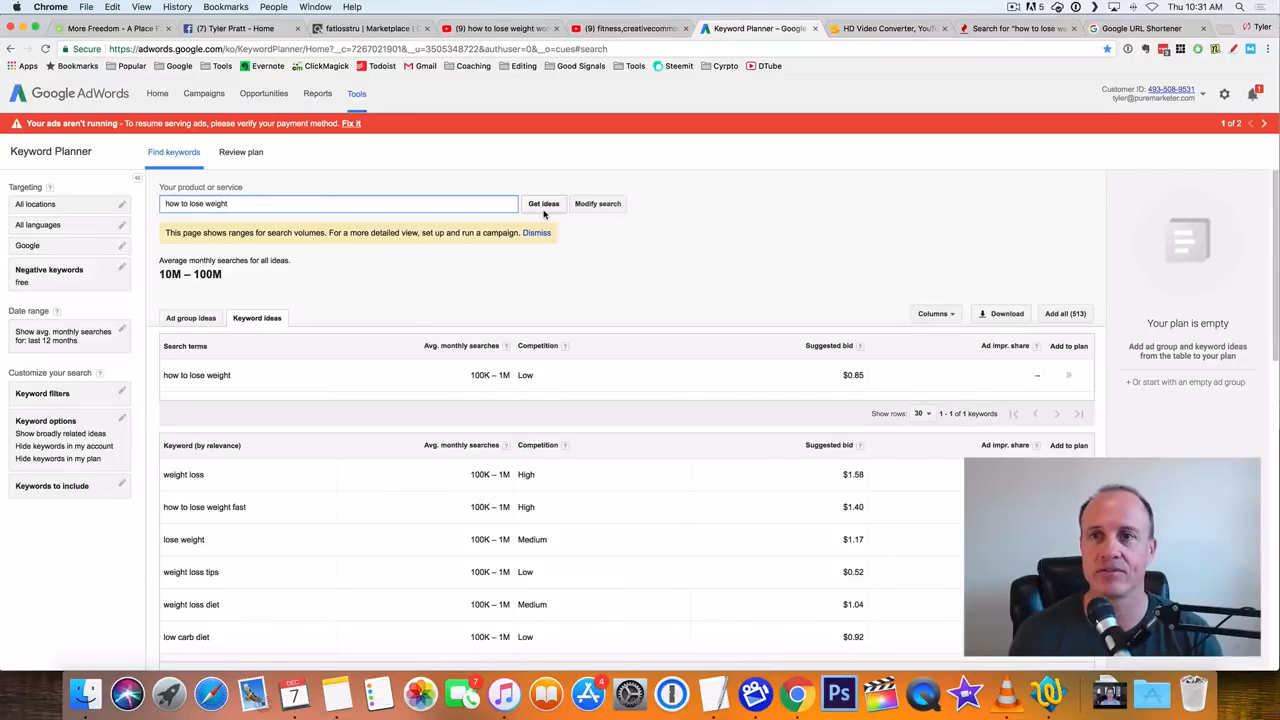 Chrome File Edit View History Bookmarks People Window Help
5 Thu 10:31 AM
More Freedom - A Place F
(7) Tyler Pratt - Home
fatlosstru | Marketplace | C
(9) how to lose weight wor
(9) fitness,creativecommo
Keyword Planner – Google
HD Video Converter, YouT
Search for "how to lose w
Google URL Shortener
Tyler
Secure https://adwords.google.com/ko/KeywordPlanner/Home?__c=7267021901&__u=3505348722&authuser=0&__o=cues#search
Apps Bookmarks Popular Google Tools Evernote ClickMagick Todoist Gmail Coaching Editing Good Signals Tools Steemit Cyrpto DTube
Google AdWords
Home Campaigns Opportunities Reports Tools
Customer ID: 493-508-9531
tyler@puremarketer.com
Your ads aren't running - To resume serving ads, please verify your payment method. Fix it
1 of 2
Keyword Planner
Find keywords
Review plan
Targeting ?
All locations
All languages
Google
Negative keywords
free
Date range ?
Show avg. monthly searches
for: last 12 months
Customize your search ?
Keyword filters
Keyword options
Show broadly related ideas
Hide keywords in my account
Hide keywords in my plan
Keywords to include
Your product or service
how to lose weight
Get ideas
Modify search
This page shows ranges for search volumes. For a more detailed view, set up and run a campaign. Dismiss
Average monthly searches for all ideas.
10M – 100M
Ad group ideas
Keyword ideas
Columns
Download
Add all (513)
Search terms Avg. monthly searches ? Competition ? Suggested bid ? Ad impr. share ? Add to plan
how to lose weight 100K – 1M Low $0.85 – »
Show rows: 30 1 - 1 of 1 keywords
Keyword (by relevance) Avg. monthly searches ? Competition ? Suggested bid ? Ad impr. share ? Add to plan
weight loss 100K – 1M High $1.58
how to lose weight fast 100K – 1M High $1.40
lose weight 100K – 1M Medium $1.17
weight loss tips 100K – 1M Low $0.52
weight loss diet 100K – 1M Medium $1.04
low carb diet 100K – 1M Low $0.92
Your plan is empty
Add ad group and keyword ideas
from the table to your plan
+ Or start with an empty ad group
DEC
7
7
4
Ps